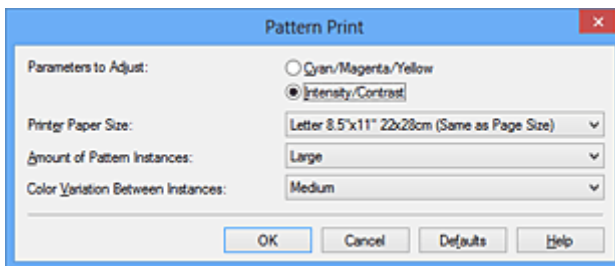 Pattern Print
Parameters to Adjust:
Cyan/Magenta/Yellow
Intensity/Contrast
Printer Paper Size:
Letter 8.5"x11" 22x28cm (Same as Page Size)
Amount of Pattern Instances:
Large
Color Variation Between Instances:
Medium
OK Cancel Defaults Help